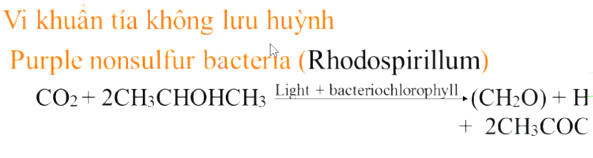 Vi khuẩn tía không lưu huỳnh
Purple nonsulfur bacteria (Rhodospirillum)
CO2 + 2CH3CHOHCH3 Light + bacteriochlorophyll (CH2O) + H
+ 2CH3COC